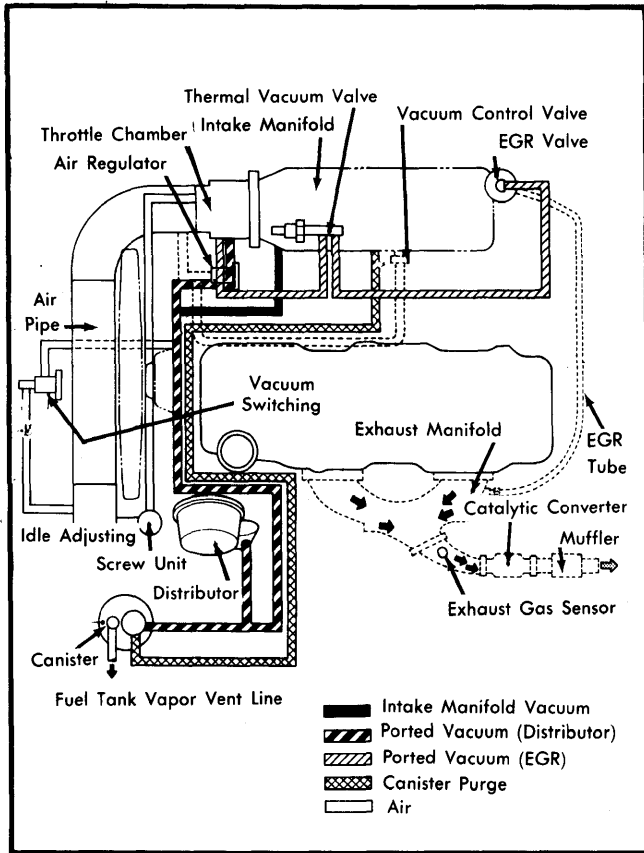 Thermal Vacuum Valve
Intake Manifold
Vacuum Control Valve
EGR Valve
Throttle Chamber
Air Regulator
Air
Pipe
Vacuum
Switching
Exhaust Manifold
EGR
Tube
Catalytic Converter
Muffler
Idle Adjusting
Screw Unit
Distributor
Exhaust Gas Sensor
Canister
Fuel Tank Vapor Vent Line
Intake Manifold Vacuum
Ported Vacuum (Distributor)
Ported Vacuum (EGR)
Canister Purge
Air